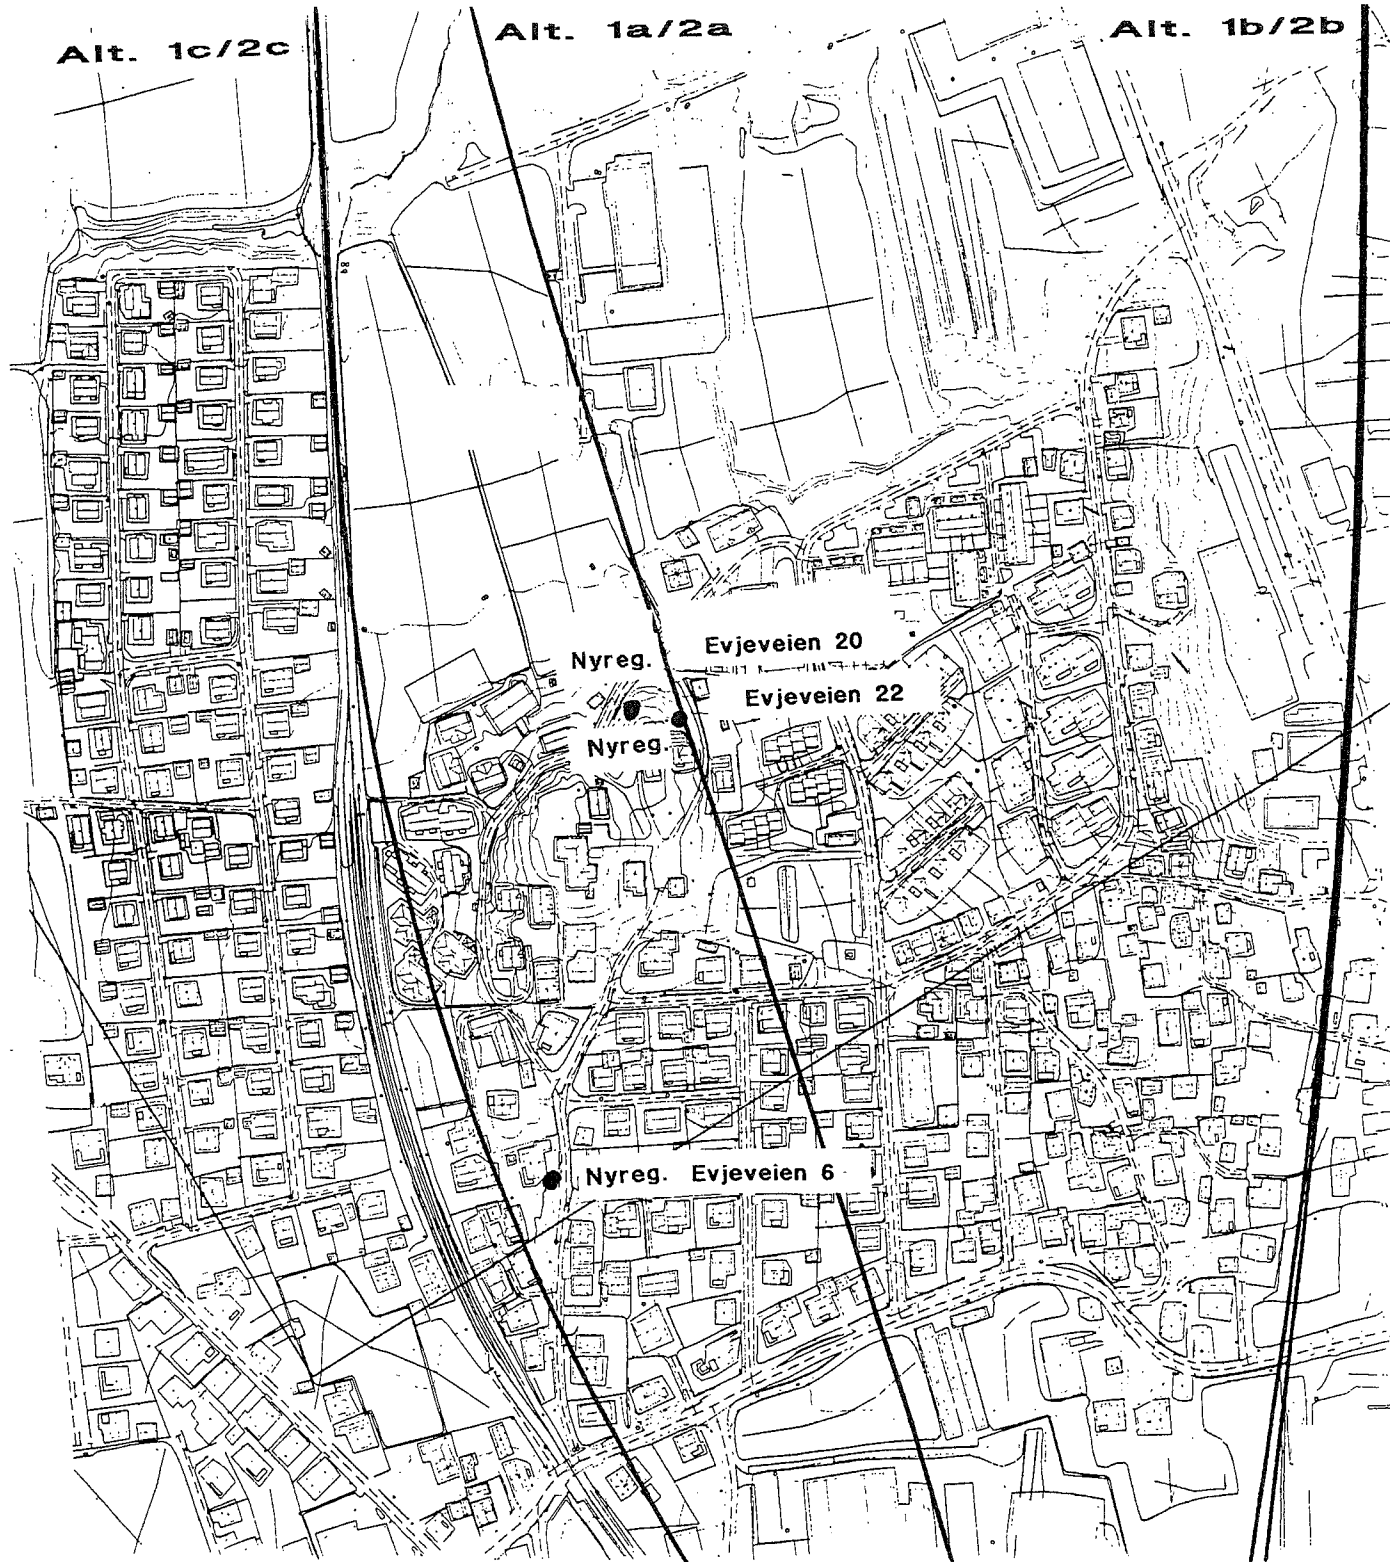 Alt. 1c/2c
Alt. 1a/2a
Alt. 1b/2b
Nyreg. Evjeveien 20
Evjeveien 22
Nyreg.
Nyreg. Evjeveien 6